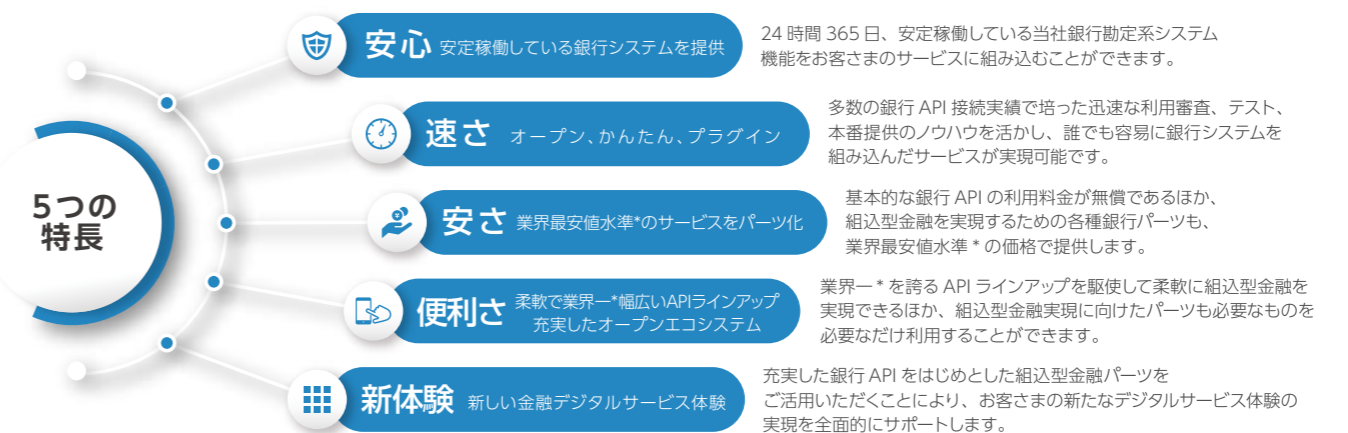 5つの
特長
安心 安定稼働している銀行システムを提供
24時間365日、安定稼働している当社銀行勘定系システム
機能をお客さまのサービスに組み込むことができます。
速さ オープン、かんたん、プラグイン
多数の銀行API接続実績で培った迅速な利用審査、テスト、
本番提供のノウハウを活かし、誰でも容易に銀行システムを
組み込んだサービスが実現可能です。
安さ 業界最安値水準*のサービスをパーツ化
基本的な銀行APIの利用料金が無償であるほか、
組込型金融を実現するための各種銀行パーツも、
業界最安値水準*の価格で提供します。
便利さ 柔軟で業界一*幅広いAPIラインアップ
充実したオープンエコシステム
業界一*を誇るAPIラインアップを駆使して柔軟に組込型金融を
実現できるほか、組込型金融実現に向けたパーツも必要なものを
必要なだけ利用することができます。
新体験 新しい金融デジタルサービス体験
充実した銀行APIをはじめとした組込型金融パーツを
ご活用いただくことにより、お客さまの新たなデジタルサービス体験の
実現を全面的にサポートします。